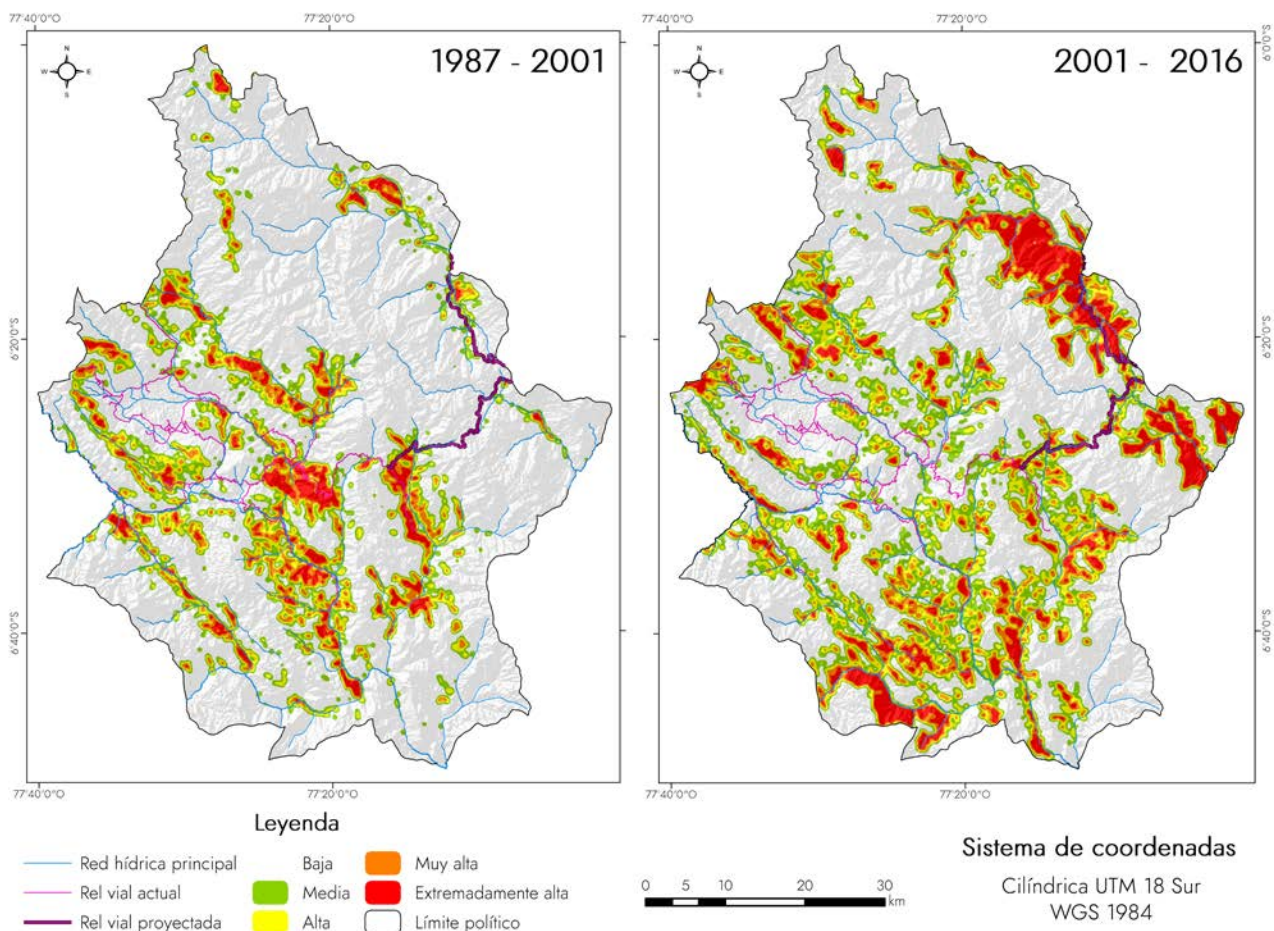 77°40'0"O
77°20'0"O
77°40'0"O
77°20'0"O
N
W
E
S
1987 - 2001
N
W
E
S
2001 - 2016
6°0'0"S
6°20'0"S
6°20'0"S
6°40'0"S
6°40'0"S
77°40'0"O
77°20'0"O
77°40'0"O
77°20'0"O
Leyenda
Red hídrica principal
Rel vial actual
Rel vial proyectada
Baja
Media
Alta
Muy alta
Extremadamente alta
Límite político
0 5 10 20 30
km
Sistema de coordenadas
Cilíndrica UTM 18 Sur
WGS 1984